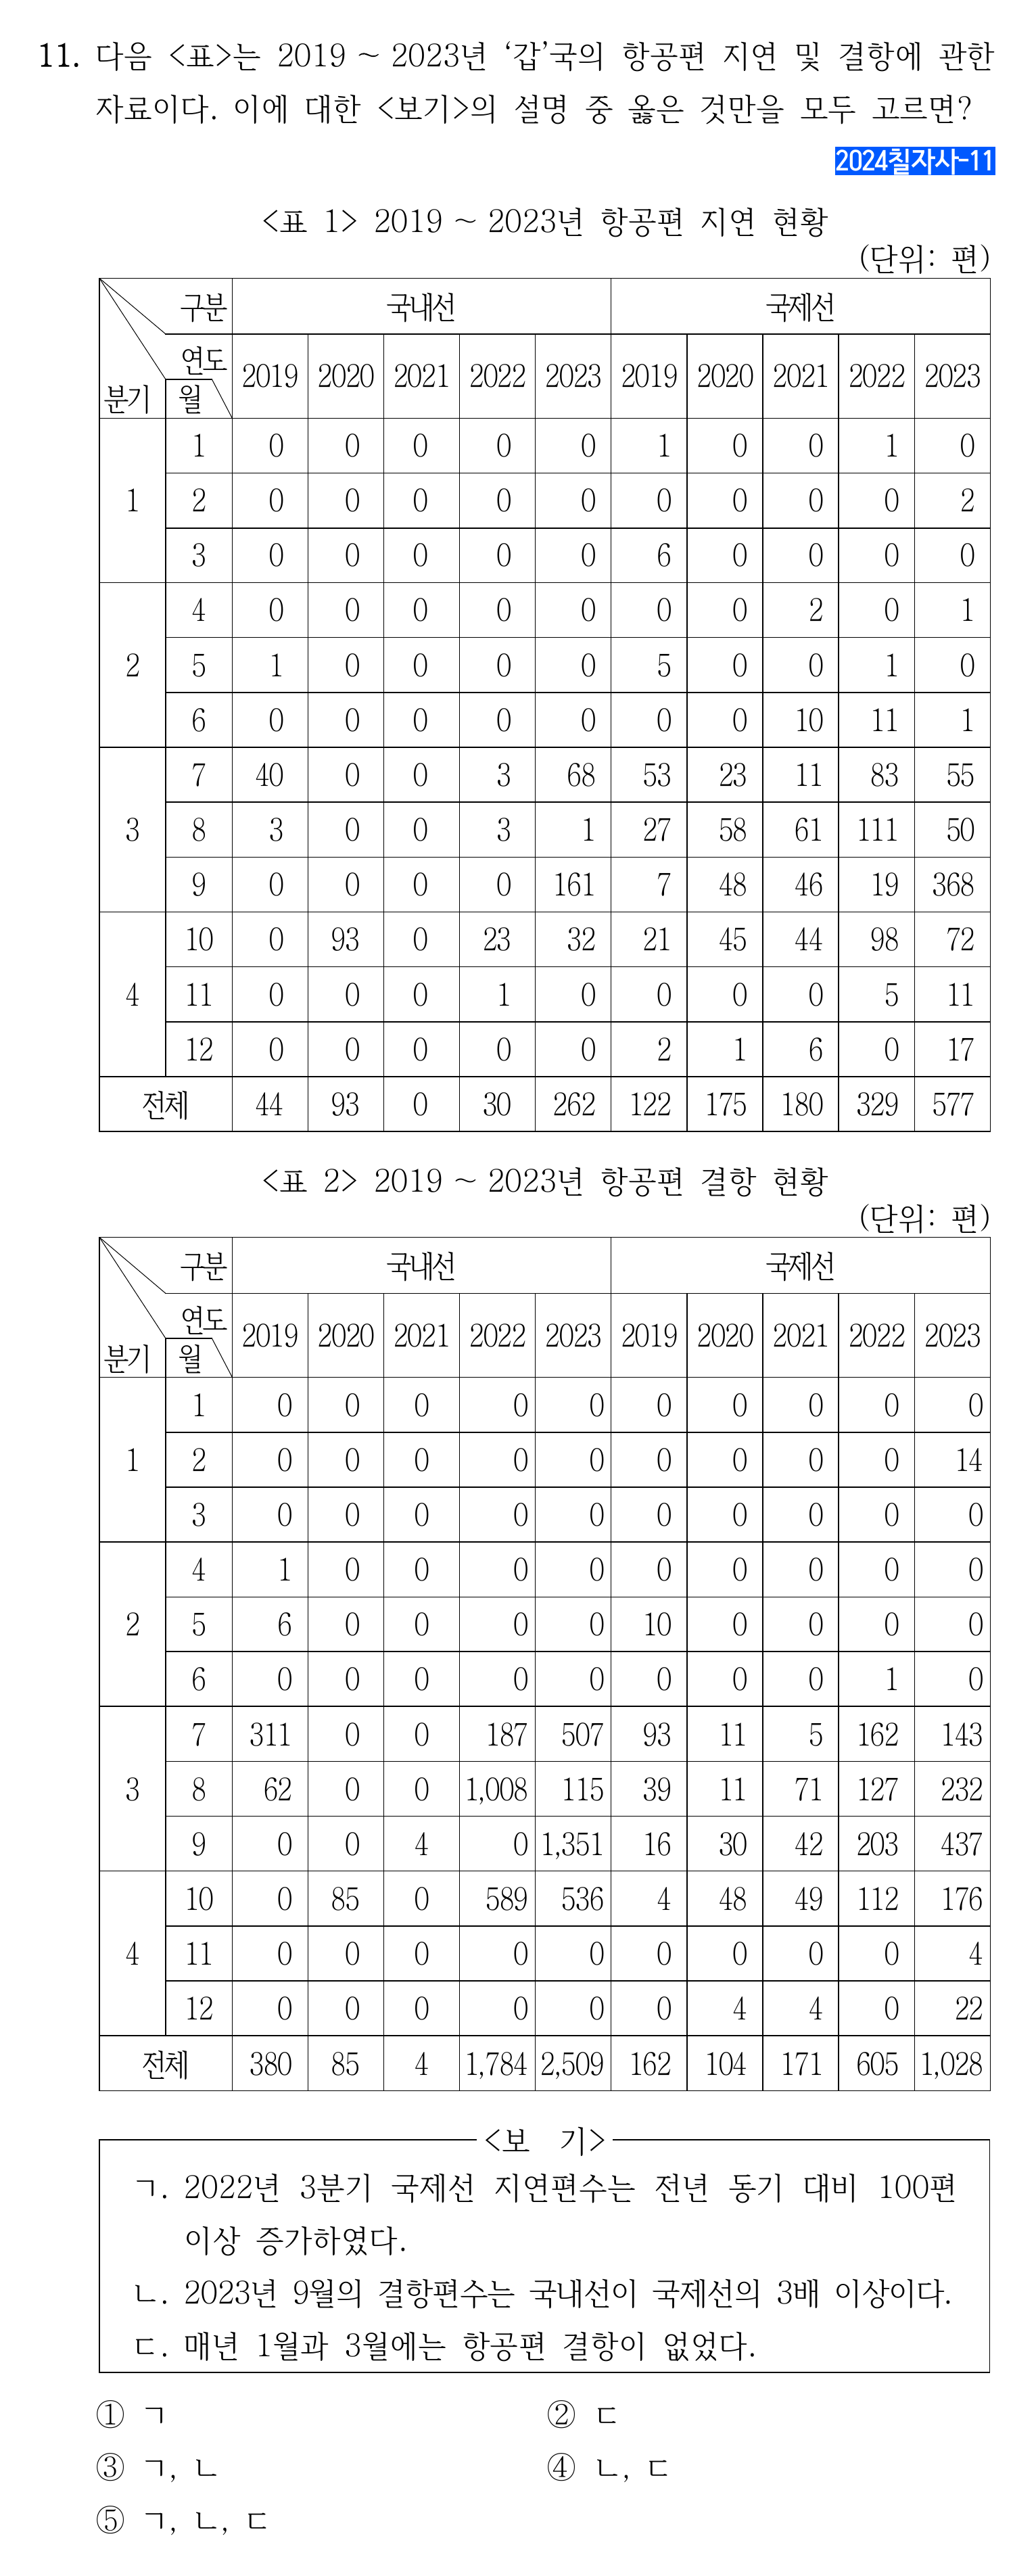 11. 다음 <표>는 2019 ~ 2023년 ‘갑’국의 항공편 지연 및 결항에 관한
자료이다. 이에 대한 <보기>의 설명 중 옳은 것만을 모두 고르면?
2024칠자사-11
<표 1> 2019 ~ 2023년 항공편 지연 현황
(단위: 편)
구분 국내선 국제선
연도
분기 월 2019 2020 2021 2022 2023 2019 2020 2021 2022 2023
1 1 0 0 0 0 0 1 0 0 1 0
2 0 0 0 0 0 0 0 0 0 2
3 0 0 0 0 0 6 0 0 0 0
2 4 0 0 0 0 0 0 0 2 0 1
5 1 0 0 0 0 5 0 0 1 0
6 0 0 0 0 0 0 0 10 11 1
3 7 40 0 0 3 68 53 23 11 83 55
8 3 0 0 3 1 27 58 61 111 50
9 0 0 0 0 161 7 48 46 19 368
4 10 0 93 0 23 32 21 45 44 98 72
11 0 0 0 1 0 0 0 0 5 11
12 0 0 0 0 0 2 1 6 0 17
전체 44 93 0 30 262 122 175 180 329 577
<표 2> 2019 ~ 2023년 항공편 결항 현황
(단위: 편)
구분 국내선 국제선
연도
분기 월 2019 2020 2021 2022 2023 2019 2020 2021 2022 2023
1 1 0 0 0 0 0 0 0 0 0 0
2 0 0 0 0 0 0 0 0 0 14
3 0 0 0 0 0 0 0 0 0 0
2 4 1 0 0 0 0 0 0 0 0 0
5 6 0 0 0 0 10 0 0 0 0
6 0 0 0 0 0 0 0 0 1 0
3 7 311 0 0 187 507 93 11 5 162 143
8 62 0 0 1,008 115 39 11 71 127 232
9 0 0 4 0 1,351 16 30 42 203 437
4 10 0 85 0 589 536 4 48 49 112 176
11 0 0 0 0 0 0 0 0 0 4
12 0 0 0 0 0 0 4 4 0 22
전체 380 85 4 1,784 2,509 162 104 171 605 1,028
<보 기>
ㄱ. 2022년 3분기 국제선 지연편수는 전년 동기 대비 100편
이상 증가하였다.
ㄴ. 2023년 9월의 결항편수는 국내선이 국제선의 3배 이상이다.
ㄷ. 매년 1월과 3월에는 항공편 결항이 없었다.
① ㄱ ② ㄷ
③ ㄱ, ㄴ ④ ㄴ, ㄷ
⑤ ㄱ, ㄴ, ㄷ